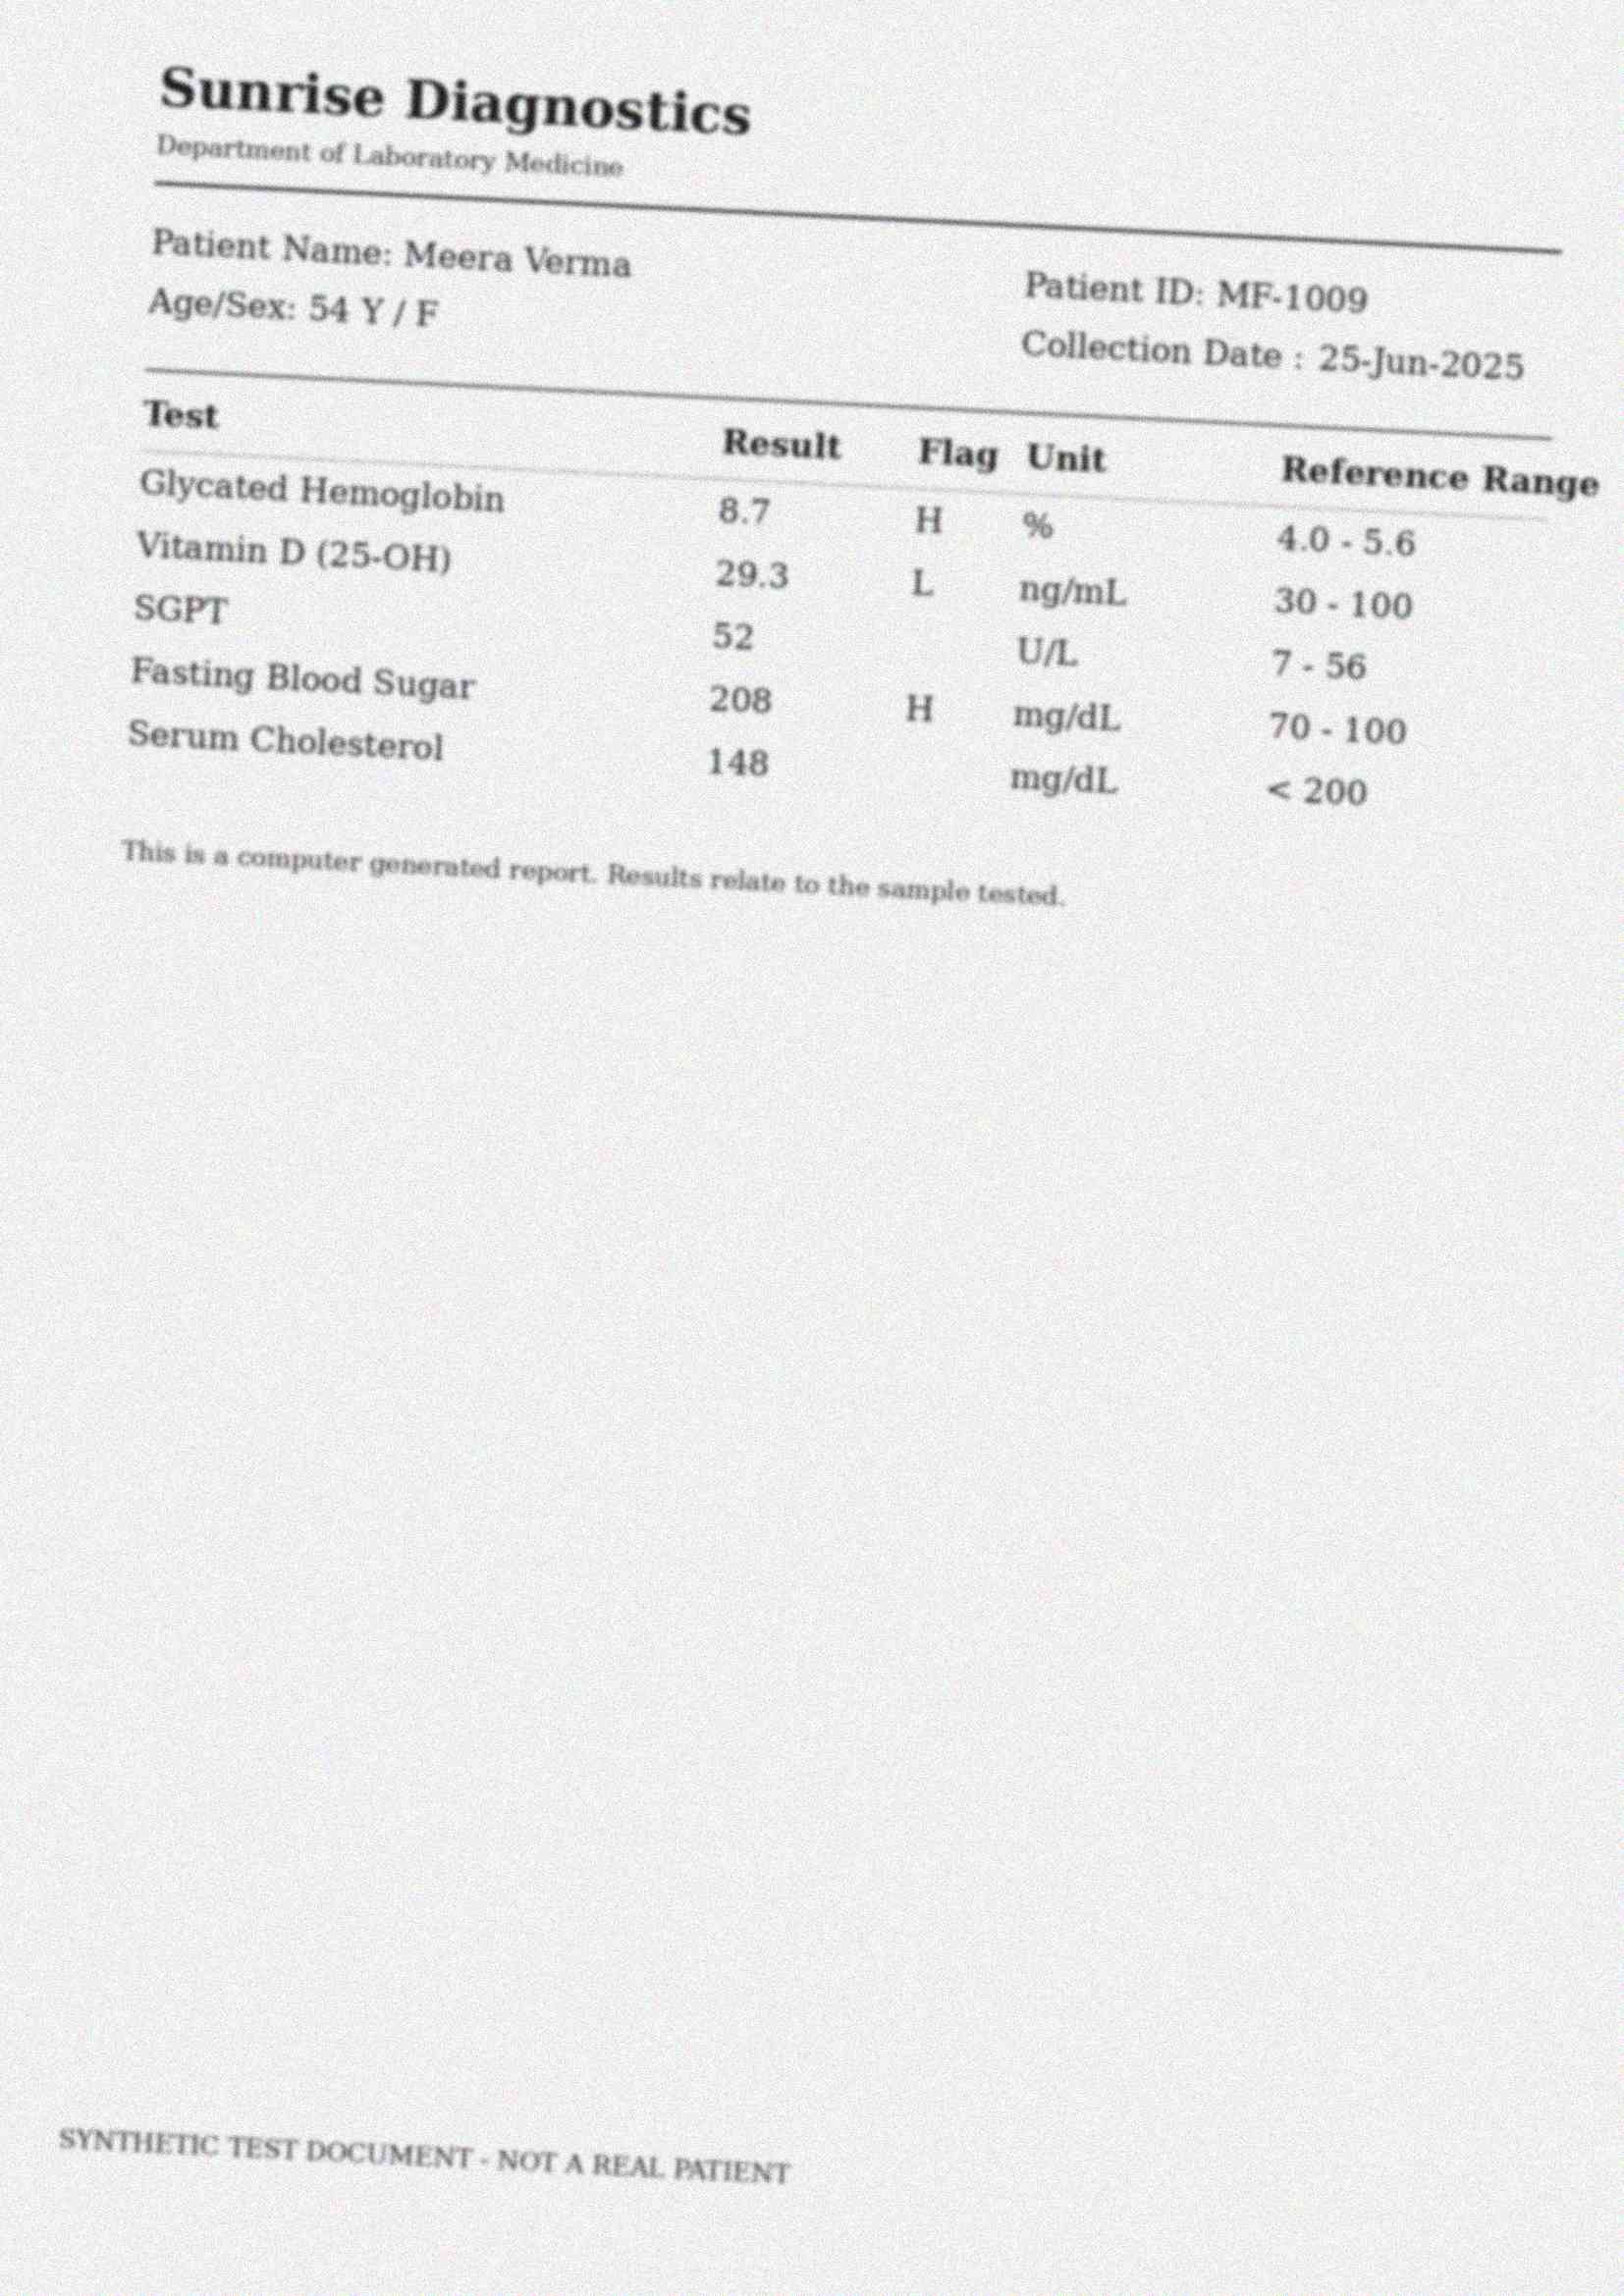 Sunrise Diagnostics
Department of Laboratory Medicine
Patient Name: Meera Verma Patient ID: MF-1009
Age/Sex: 54 Y / F Collection Date : 25-Jun-2025
Test Result Flag Unit Reference Range
Glycated Hemoglobin 8.7 H % 4.0 - 5.6
Vitamin D (25-OH) 29.3 L ng/mL 30 - 100
SGPT 52 U/L 7 - 56
Fasting Blood Sugar 208 H mg/dL 70 - 100
Serum Cholesterol 148 mg/dL < 200
This is a computer generated report. Results relate to the sample tested.
SYNTHETIC TEST DOCUMENT - NOT A REAL PATIENT